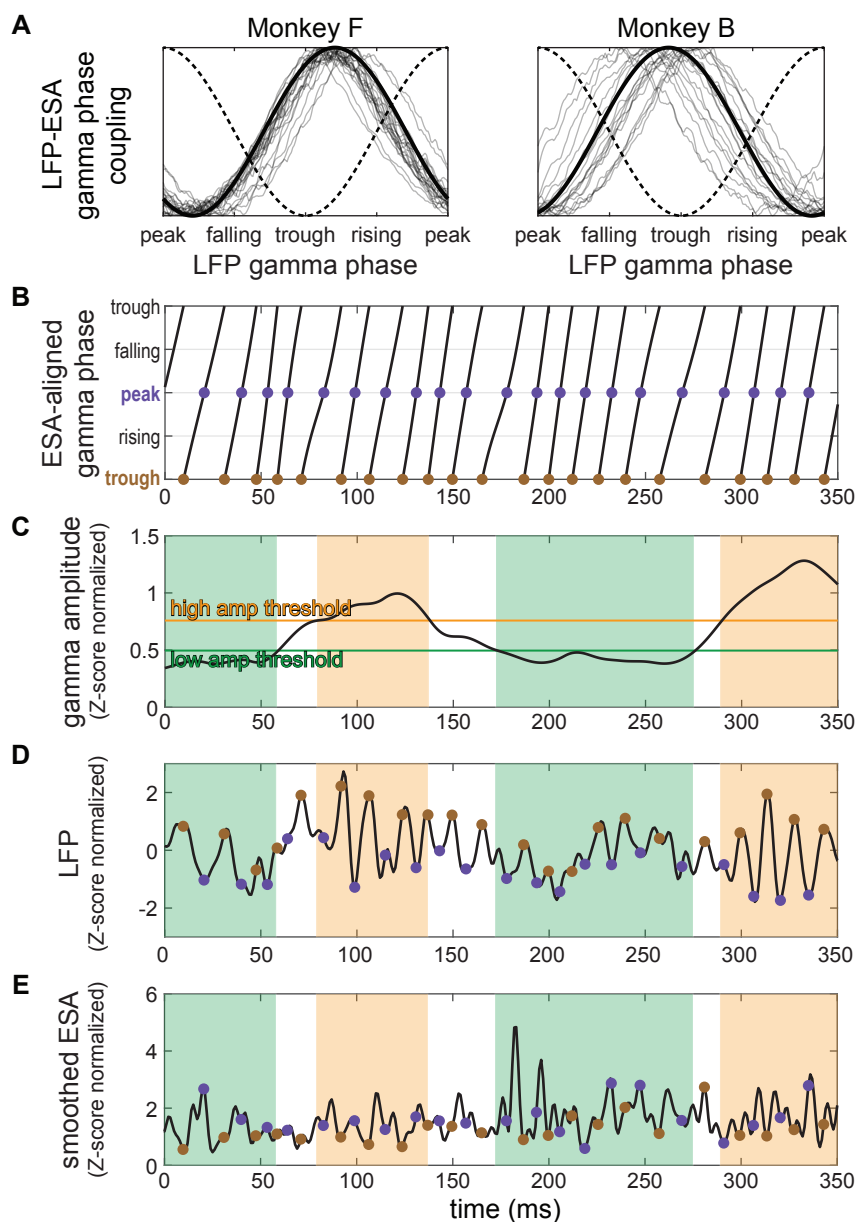 A
Monkey F
Monkey B
LFP-ESA
gamma phase
coupling
peak falling trough rising peak
LFP gamma phase
peak falling trough rising peak
LFP gamma phase
B
ESA-aligned
gamma phase
trough
falling
peak
rising
trough
0 50 100 150 200 250 300 350
C
gamma amplitude
(Z-score normalized)
1.5
1
high amp threshold
0.5
low amp threshold
0
0 50 100 150 200 250 300 350
D
LFP
(Z-score normalized)
2
0
-2
0 50 100 150 200 250 300 350
E
smoothed ESA
(Z-score normalized)
6
4
2
0
0 50 100 150 200 250 300 350
time (ms)